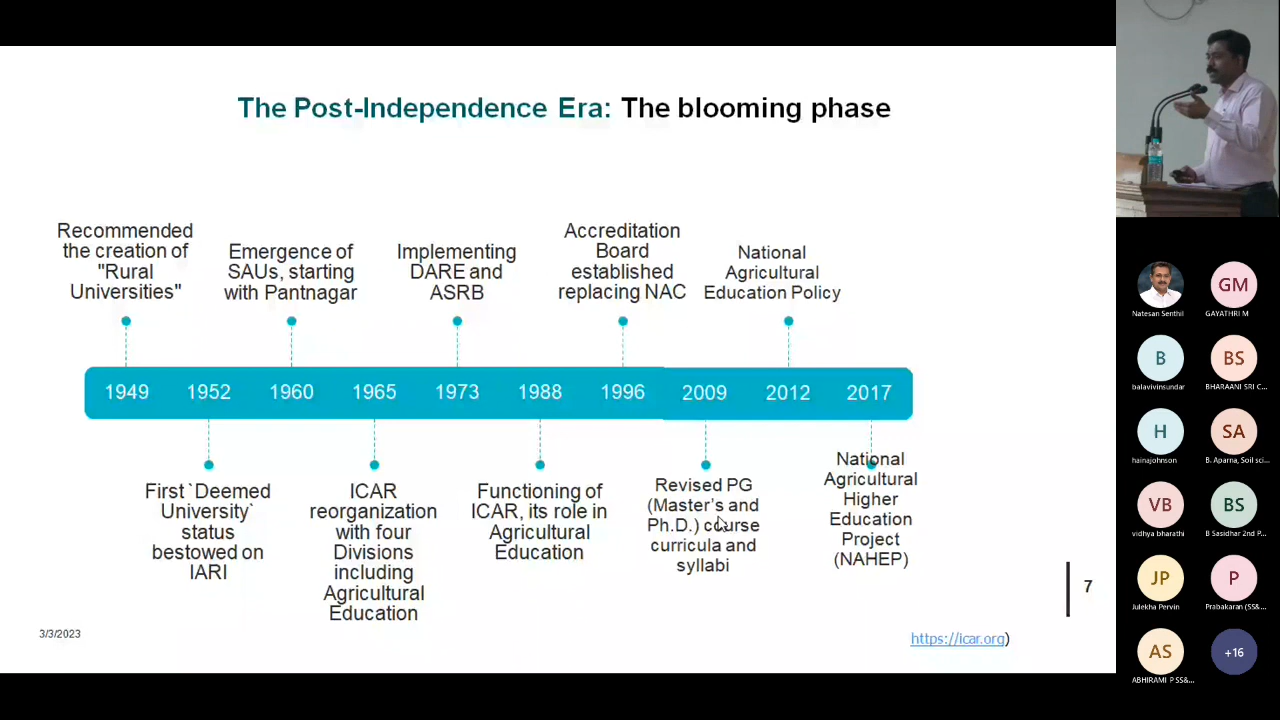 The Post-Independence Era: The blooming phase
Recommended
the creation of
"Rural
Universities"
Emergence of
SAUs, starting
with Pantnagar
Implementing
DARE and
ASRB
Accreditation
Board
established
replacing NAC
National
Agricultural
Education Policy
1949 1952 1960 1965 1973 1988 1996 2009 2012 2017
First `Deemed
University`
status
bestowed on
IARI
ICAR
reorganization
with four
Divisions
including
Agricultural
Education
Functioning of
ICAR, its role in
Agricultural
Education
Revised PG
(Master's and
Ph.D.) course
curricula and
syllabi
National
Agricultural
Higher
Education
Project
(NAHEP)
7
3/3/2023
https://icar.org)
Natesan Senthil
GM
GAYATHRI M
B
balavivinsundar
BS
BHARAANI SRI C...
H
hainajohnson
SA
B. Aparna, Soil sci...
VB
vidhya bharathi
BS
B Sasidhar 2nd P...
JP
Julekha Pervin
P
Prabakaran (SS&...
AS
ABHIRAMI P SS&...
+16